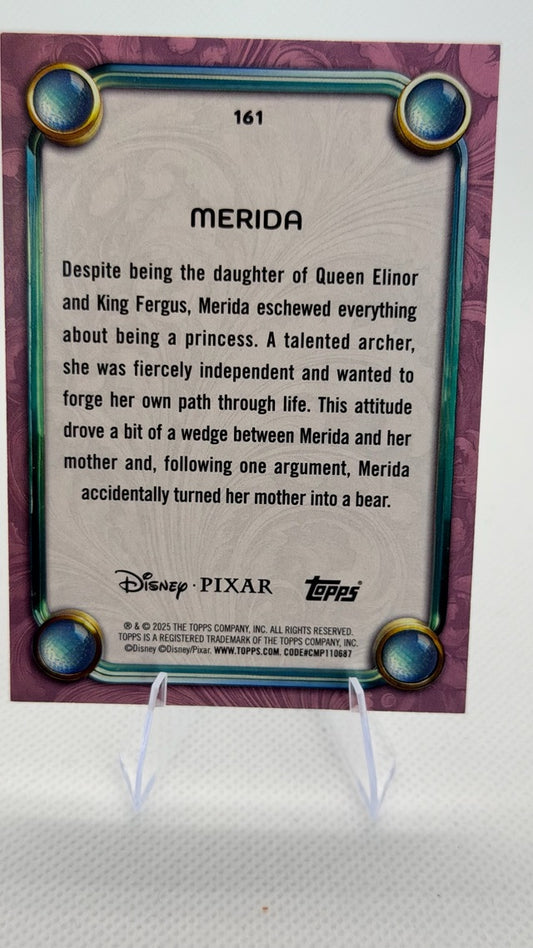 161
MERIDA
Despite being the daughter of Queen Elinor
and King Fergus, Merida eschewed everything
about being a princess. A talented archer,
she was fiercely independent and wanted to
forge her own path through life. This attitude
drove a bit of a wedge between Merida and her
mother and, following one argument, Merida
accidentally turned her mother into a bear.
Disney · PIXAR topps®
® & © 2025 THE TOPPS COMPANY, INC. ALL RIGHTS RESERVED.
TOPPS IS A REGISTERED TRADEMARK OF THE TOPPS COMPANY, INC.
©Disney ©Disney/Pixar. WWW.TOPPS.COM. CODE#CMP110687